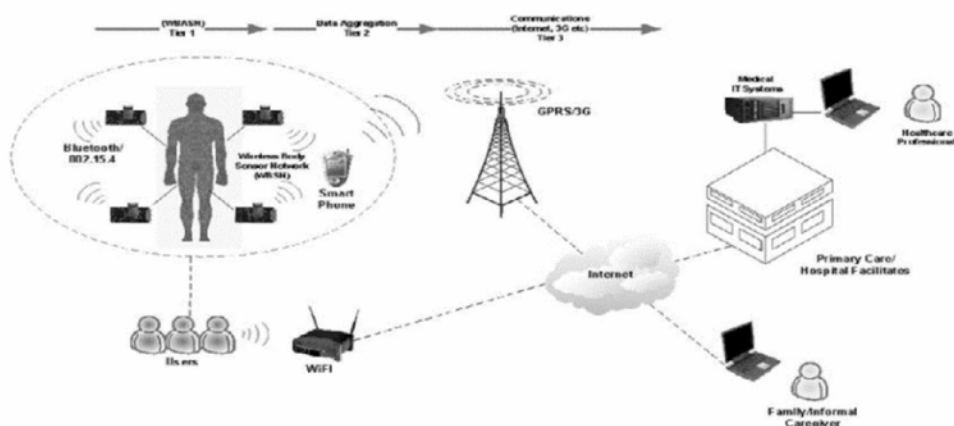 (WBASN)
Tier 1
Data Aggregation
Tier 2
Communications
(Internet, 3G etc)
Tier 3
GPRS/3G
Medical
IT Systems
Healthcare
Professional
Bluetooth/
802.15.4
Wireless Body
Sensor Network
(WBSN)
Smart
Phone
Primary Care/
Hospital Facilitates
Internet
Users
WiFi
Family/Informal
Caregiver